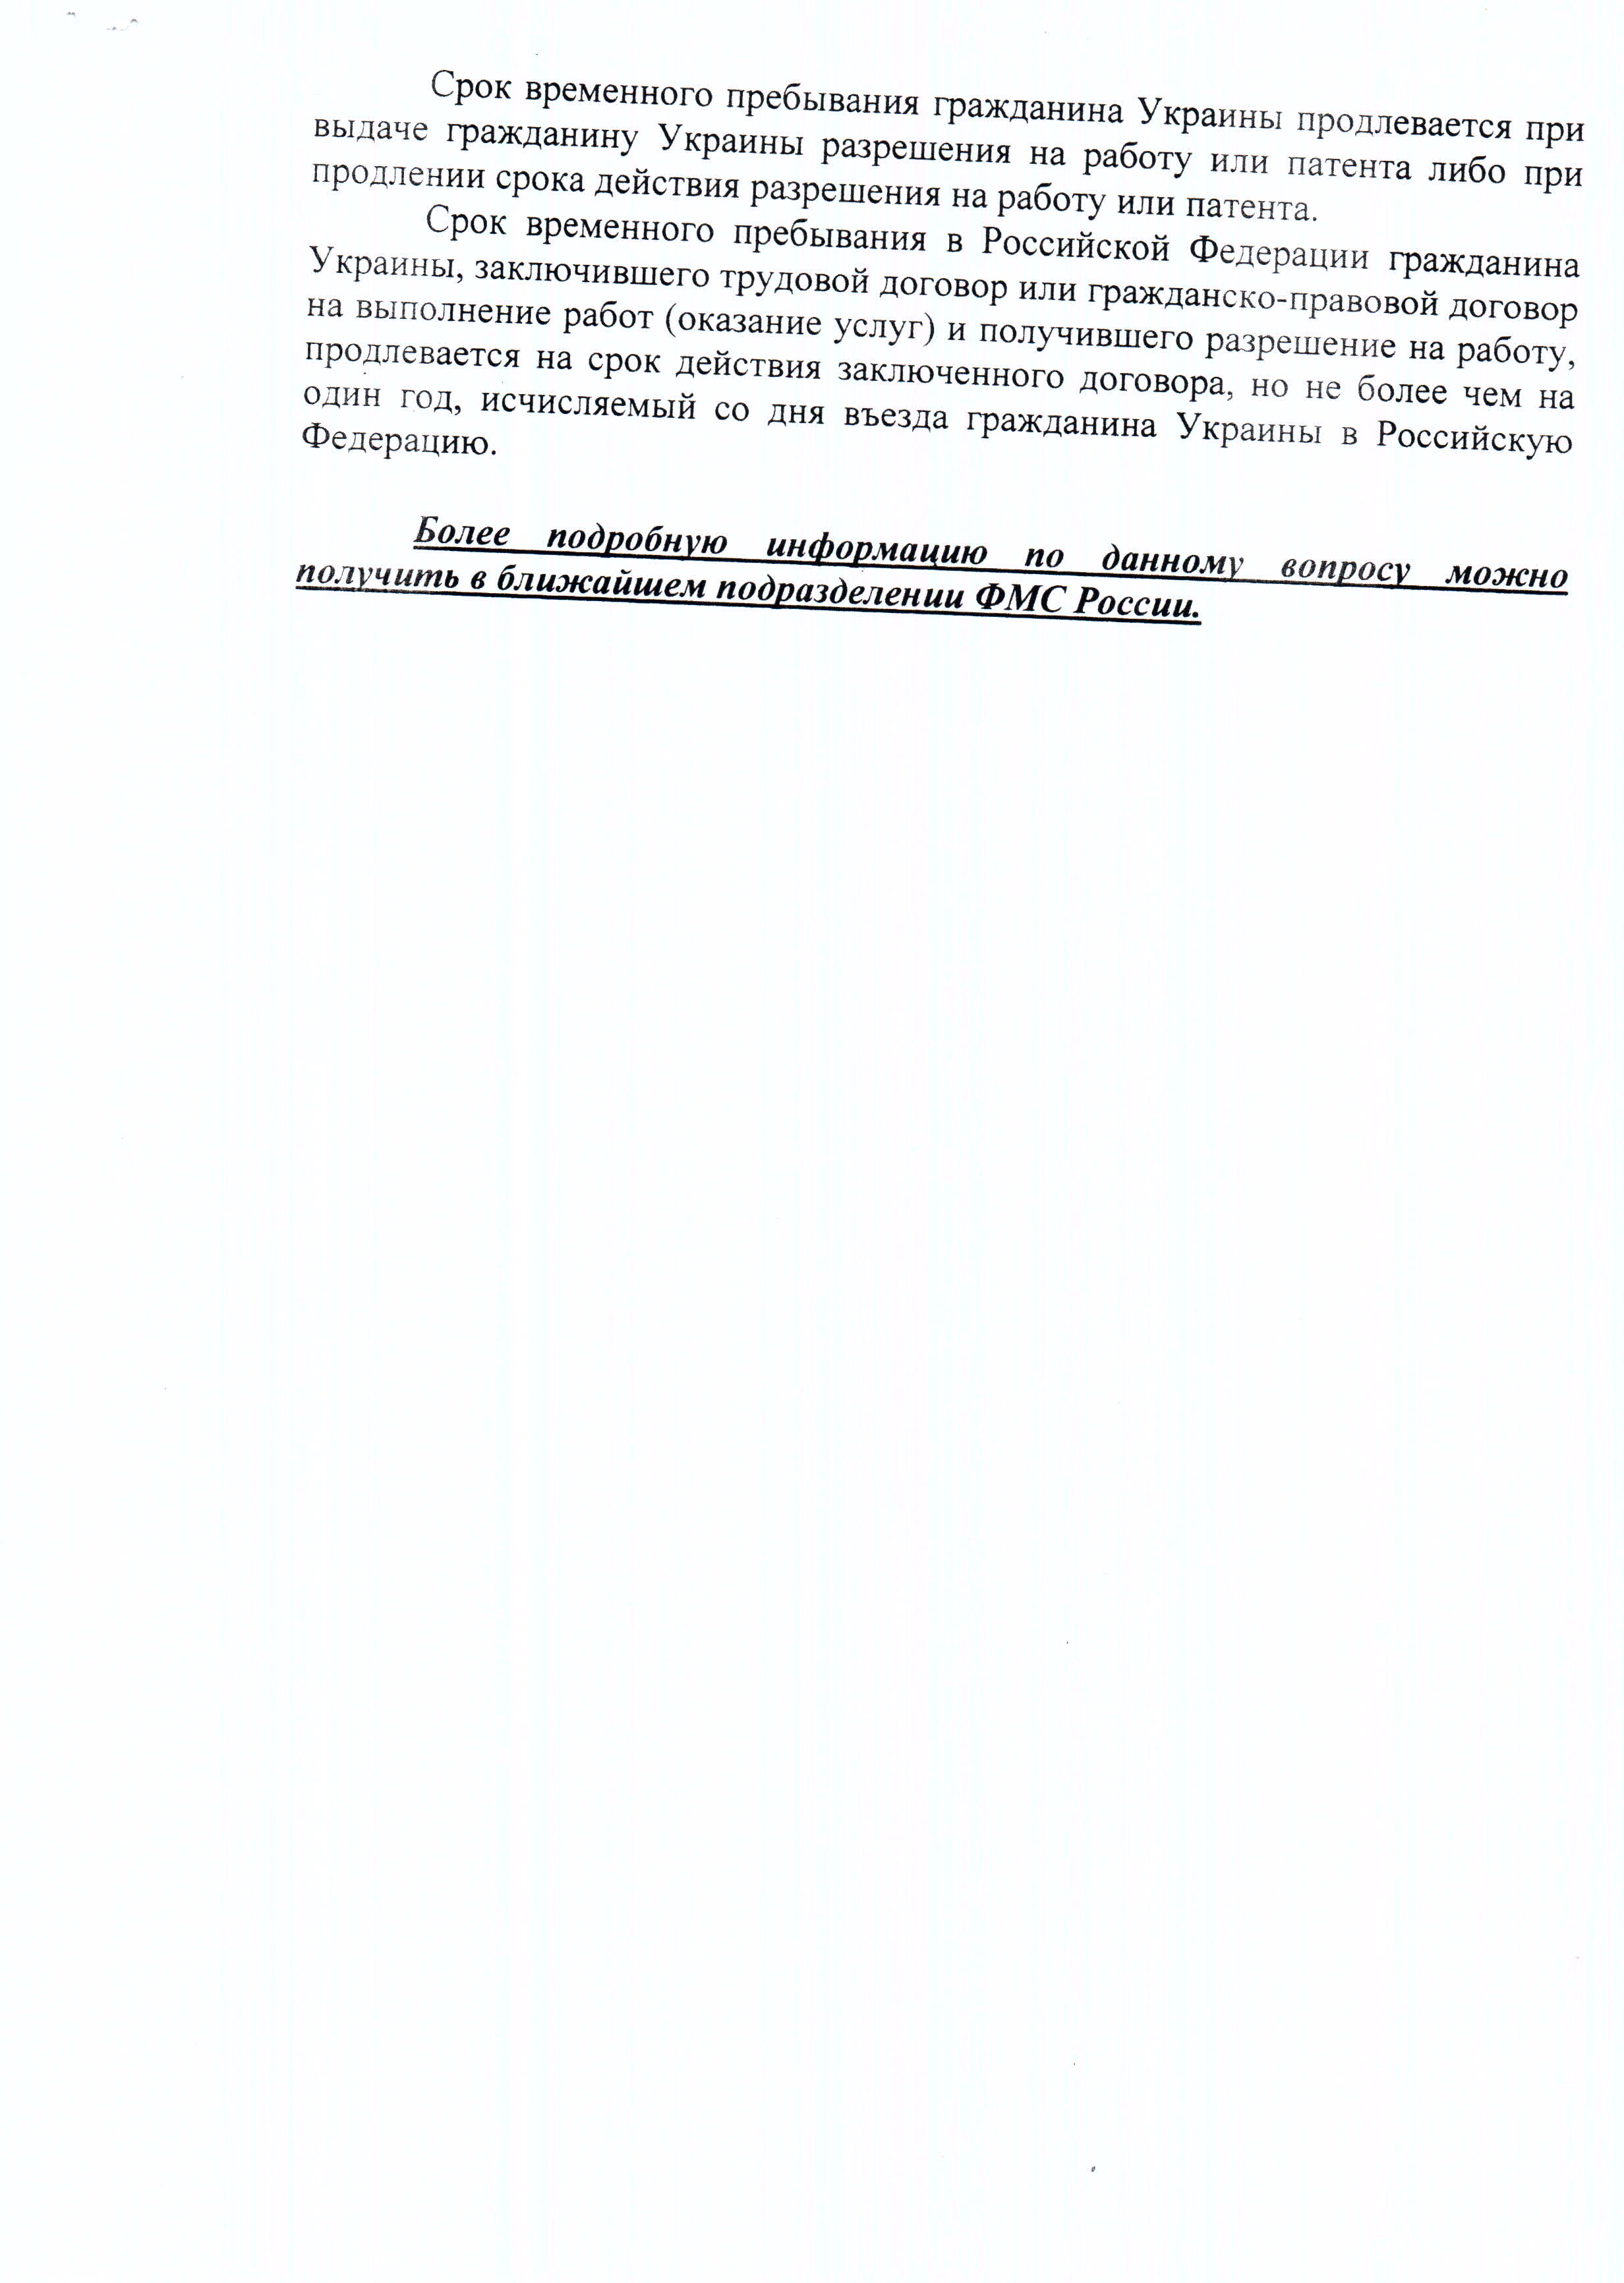 Срок временного пребывания гражданина Украины продлевается при
выдаче гражданину Украины разрешения на работу или патента либо при
продлении срока действия разрешения на работу или патента.
Срок временного пребывания в Российской Федерации гражданина
Украины, заключившего трудовой договор или гражданско-правовой договор
на выполнение работ (оказание услуг) и получившего разрешение на работу,
продлевается на срок действия заключенного договора, но не более чем на
один год, исчисляемый со дня въезда гражданина Украины в Российскую
Федерацию.
Более подробную информацию по данному вопросу можно
получить в ближайшем подразделении ФМС России.